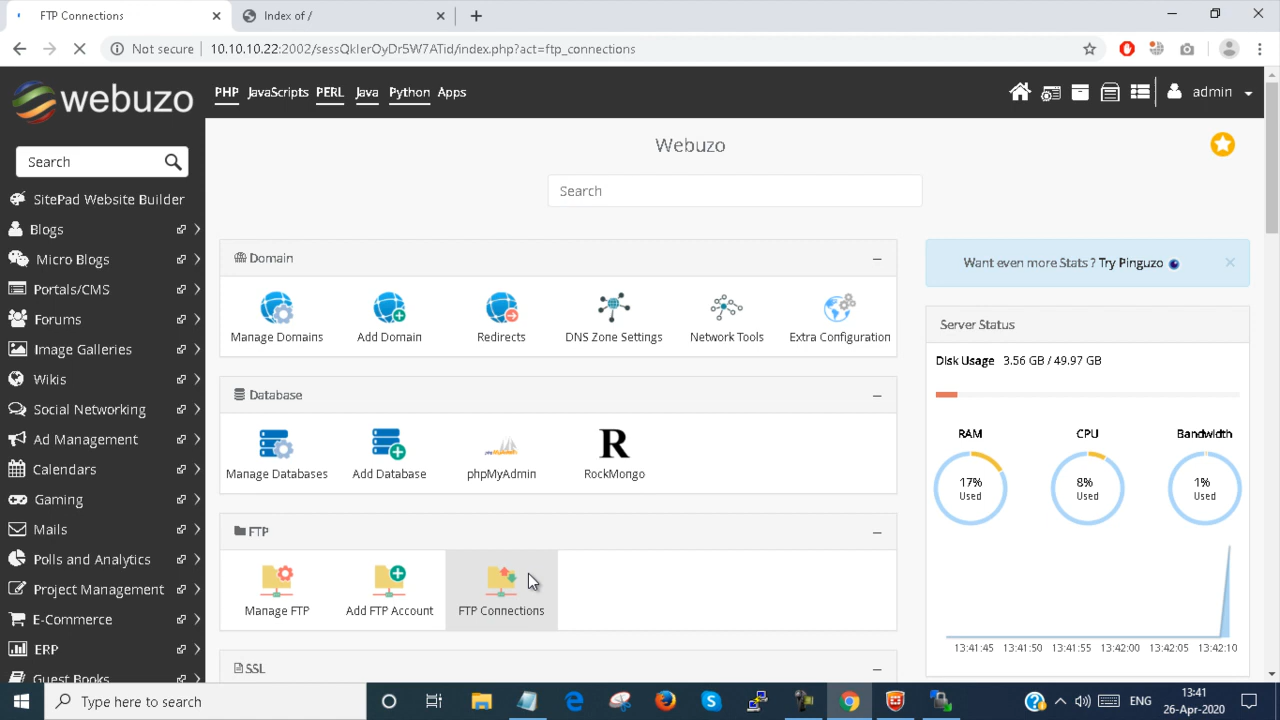 FTP Connections
Index of /
Not secure
10.10.10.22:2002/sessQkIerOyDr5W7ATid/index.php?act=ftp_connections
webuzo
PHP JavaScripts PERL Java Python Apps
admin
Search
SitePad Website Builder
Blogs
Micro Blogs
Portals/CMS
Forums
Image Galleries
Wikis
Social Networking
Ad Management
Calendars
Gaming
Mails
Polls and Analytics
Project Management
E-Commerce
ERP
Guest Books
Webuzo
Search
Domain
Manage Domains
Add Domain
Redirects
DNS Zone Settings
Network Tools
Extra Configuration
Database
Manage Databases
Add Database
phpMyAdmin
R
RockMongo
FTP
Manage FTP
Add FTP Account
FTP Connections
SSL
Want even more Stats ? Try Pinguzo
Server Status
Disk Usage 3.56 GB / 49.97 GB
RAM
CPU
Bandwidth
17%
Used
8%
Used
1%
Used
13:41:45 13:41:50 13:41:55 13:42:00 13:42:05 13:42:10
Type here to search
ENG
13:41
26-Apr-2020